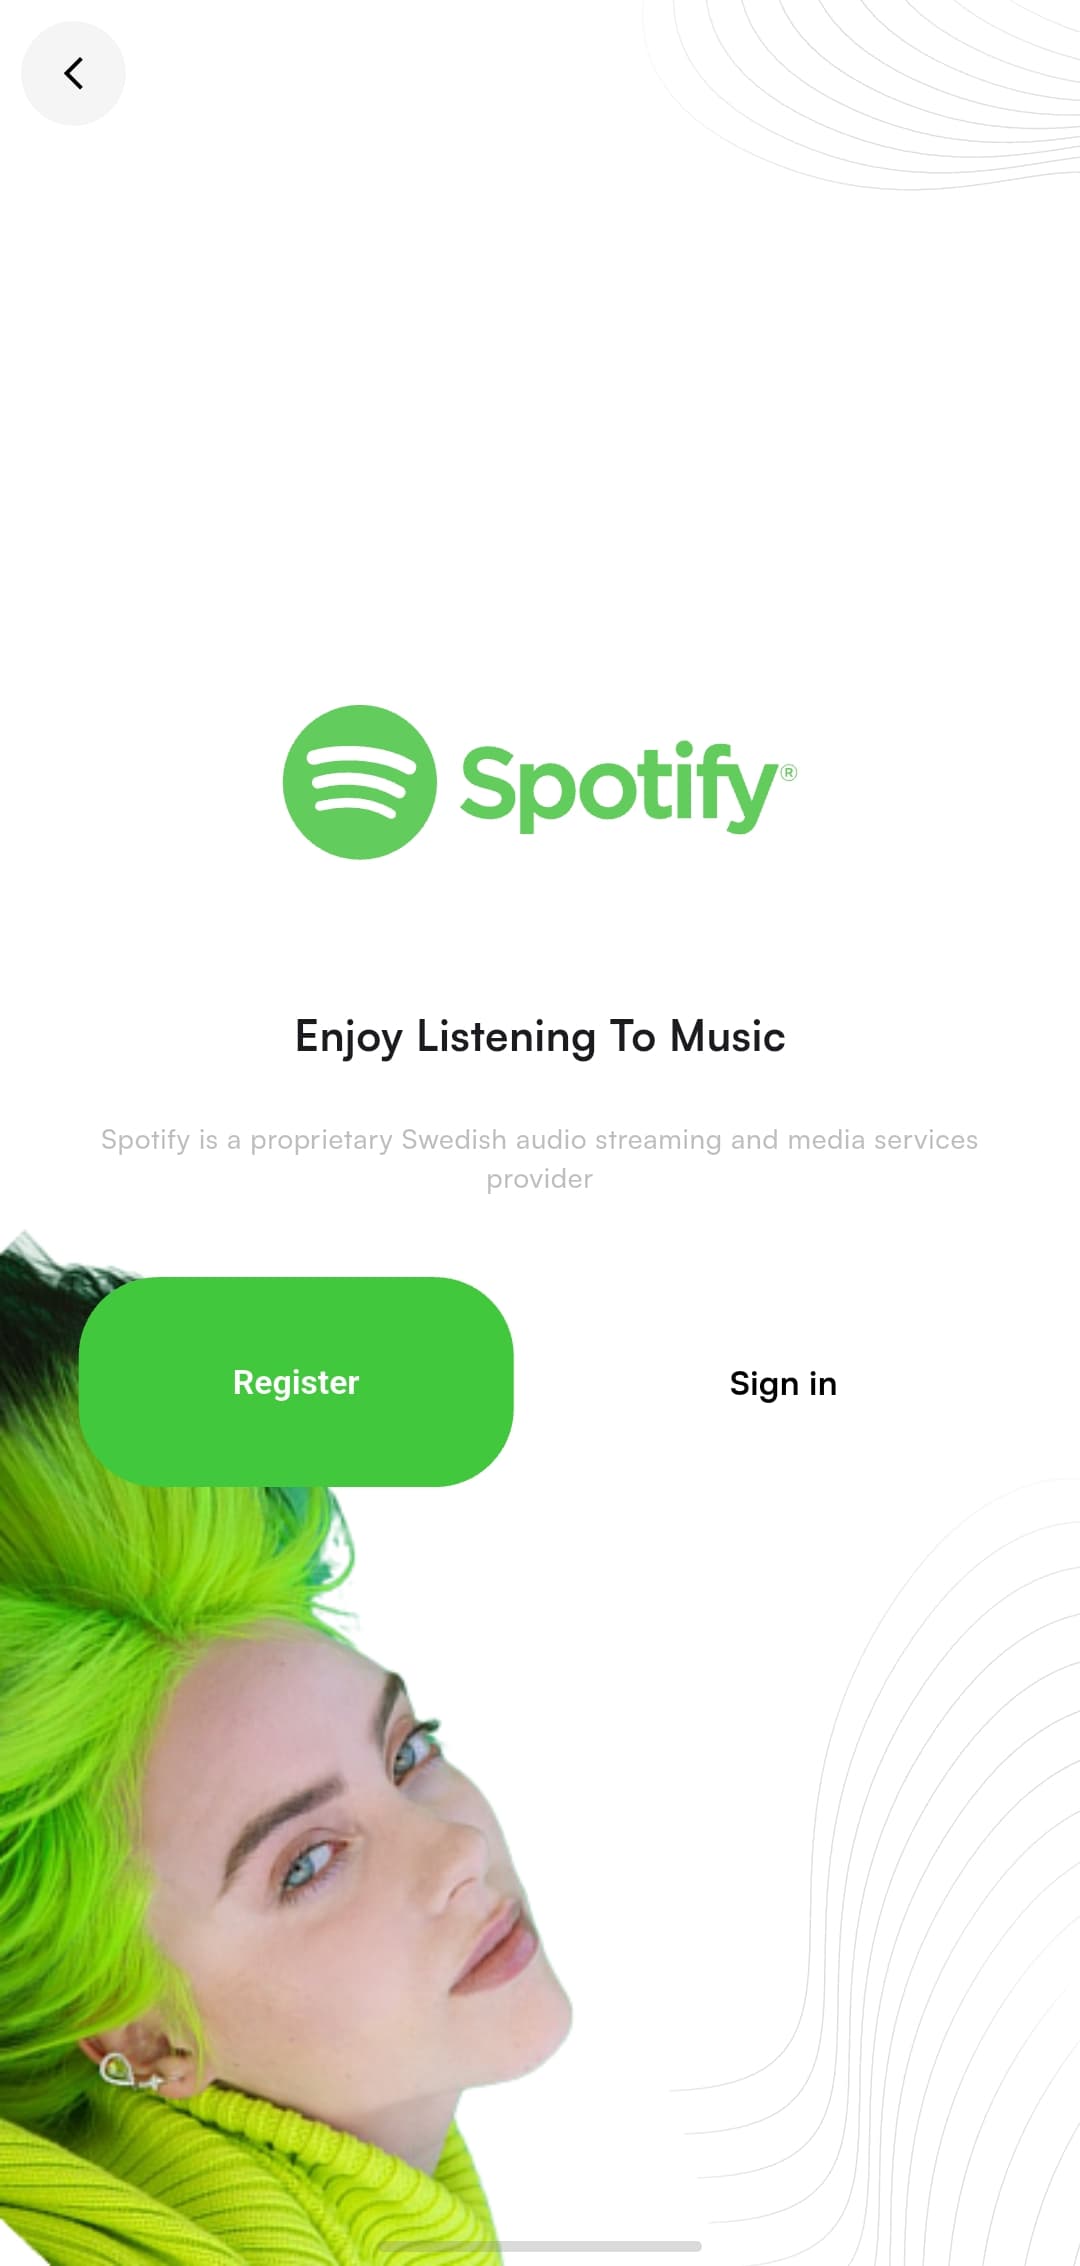 Spotify®
Enjoy Listening To Music
Spotify is a proprietary Swedish audio streaming and media services
provider
Register
Sign in